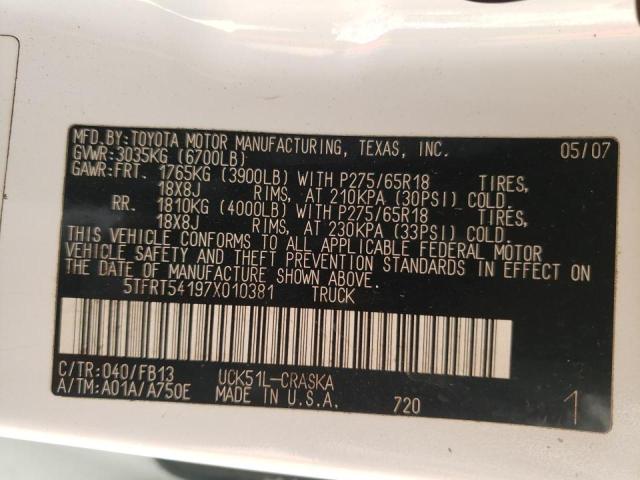 MFD.BY:TOYOTA MOTOR MANUFACTURING, TEXAS, INC. 05/07
GVWR:3035KG (6700LB)
GAWR:FRT. 1765KG (3900LB) WITH P275/65R18 TIRES,
18X8J RIMS, AT 210KPA (30PSI) COLD.
RR. 1810KG (4000LB) WITH P275/65R18 TIRES,
18X8J RIMS, AT 230KPA (33PSI) COLD.
THIS VEHICLE CONFORMS TO ALL APPLICABLE FEDERAL MOTOR
VEHICLE SAFETY AND THEFT PREVENTION STANDARDS IN EFFECT ON
THE DATE OF MANUFACTURE SHOWN ABOVE.
5TFRT54197X010381 TRUCK
C/TR:040/FB13 UCK51L-CRASKA
A/TM:A01A/A750E MADE IN U.S.A. 720 1